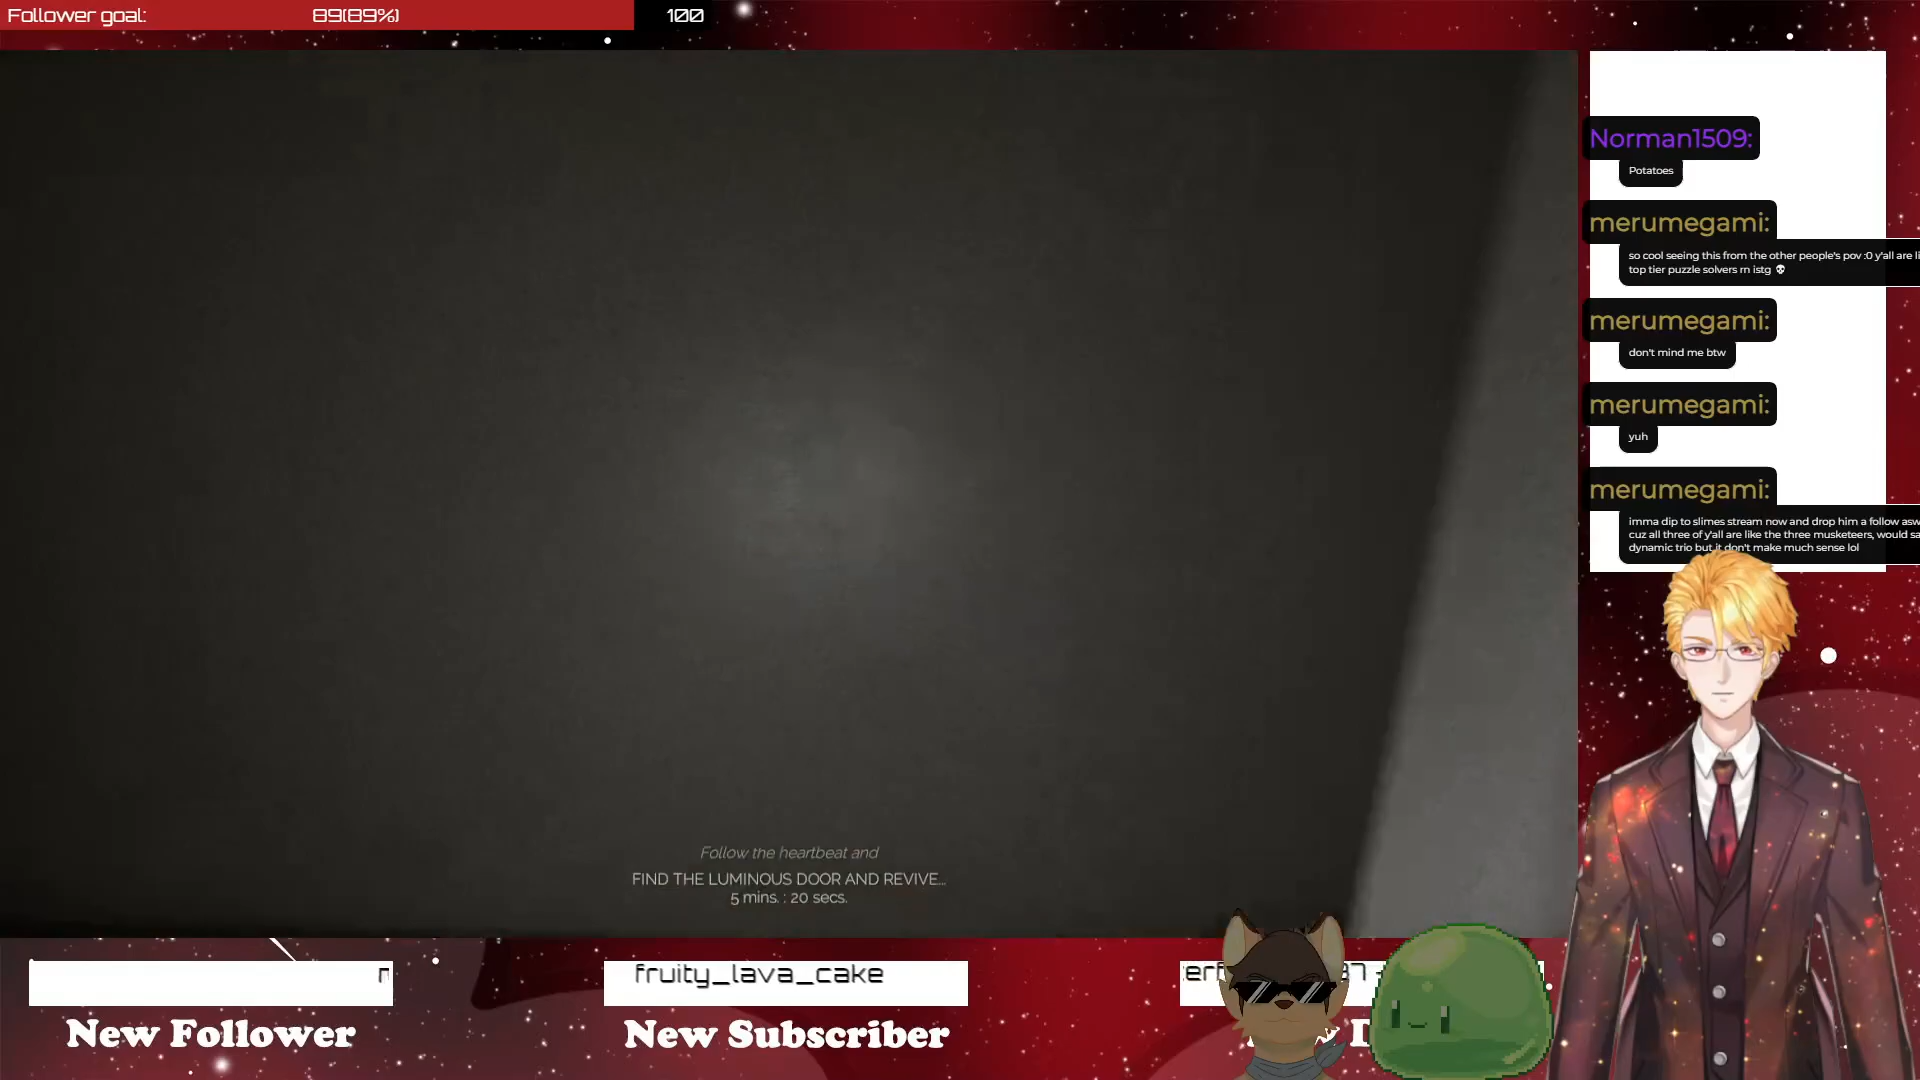 Follower goal: 89(89%) 100
Norman1509:
Potatoes
merumegami:
so cool seeing this from the other people's pov :0 y'all are li
top tier puzzle solvers rn istg 💀
merumegami:
don't mind me btw
merumegami:
yuh
merumegami:
imma dip to slimes stream now and drop him a follow asw
cuz all three of y'all are like the three musketeers, would sa
dynamic trio but it don't make much sense lol
Follow the heartbeat and
FIND THE LUMINOUS DOOR AND REVIVE...
5 mins. : 20 secs.
fruity_lava_cake
New Follower
New Subscriber